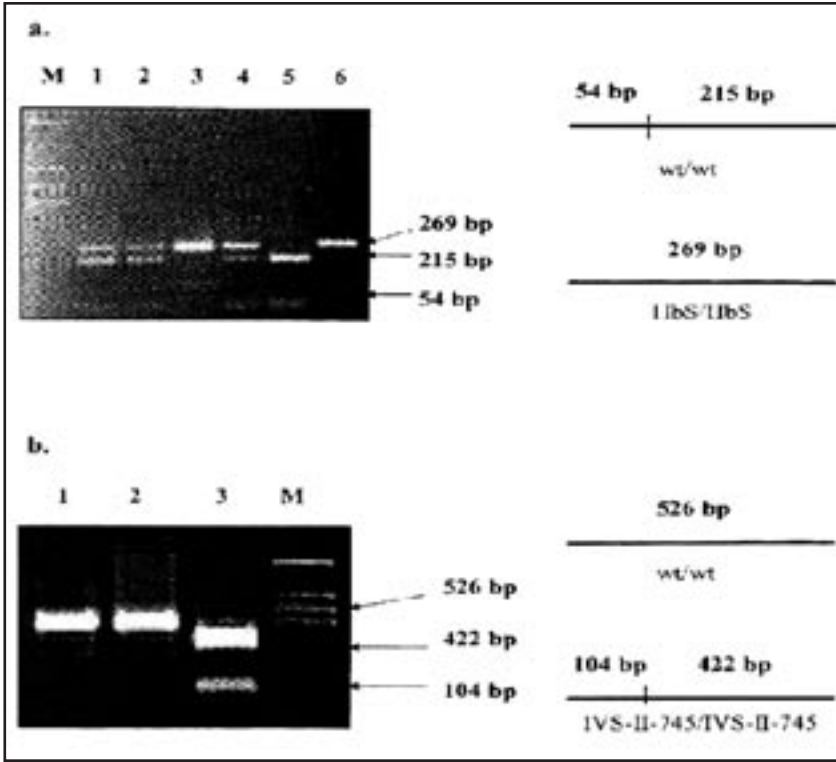 a.
M 1 2 3 4 5 6
269 bp
215 bp
54 bp
54 bp 215 bp
wt/wt
269 bp
HbS/HbS
b.
1 2 3 M
526 bp
422 bp
104 bp
526 bp
wt/wt
104 bp 422 bp
IVS-II-745/IVS-II-745